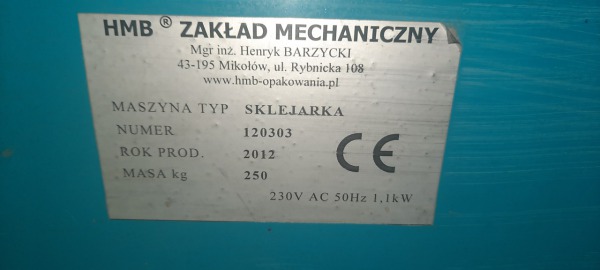 HMB ® ZAKŁAD MECHANICZNY
Mgr inż. Henryk BARZYCKI
43-195 Mikołów, ul. Rybnicka 108
www.hmb-opakowania.pl
MASZYNA TYP SKLEJARKA
NUMER 120303
ROK PROD. 2012
MASA kg 250
CE
230V AC 50Hz 1,1kW